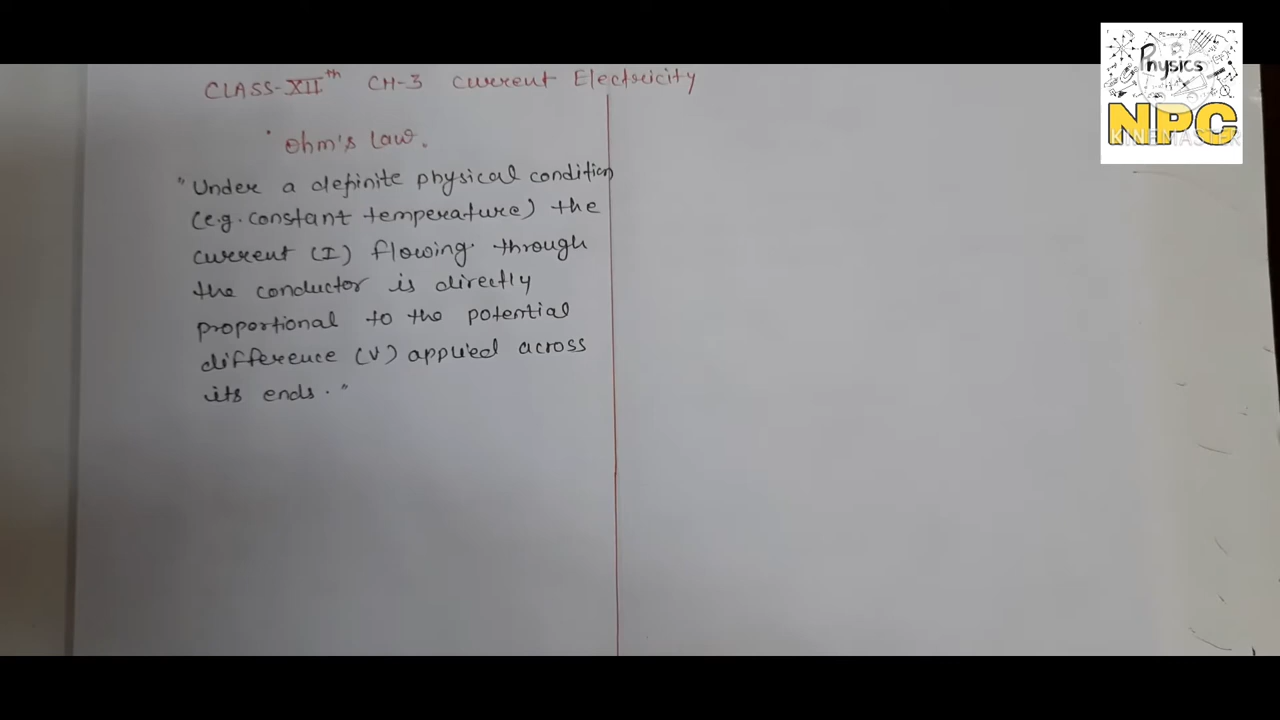 CLASS-XIIth CH-3 Current Electricity
Ohm's law.
"Under a definite physical condition
(e.g. constant temperature) the
current (I) flowing through
the conductor is directly
proportional to the potential
difference (V) applied across
its ends."
Physics
NPC
KINEMASTER